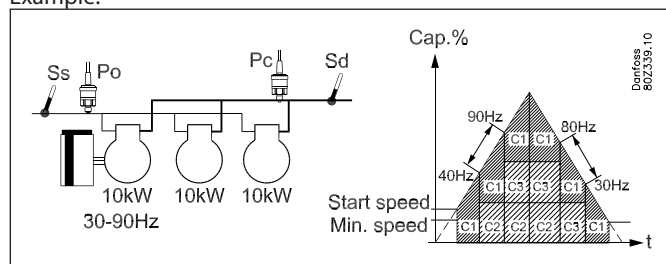 Example:
Ss Po Pc Sd
10kW 10kW 10kW
30-90Hz
Cap.%
Danfoss
80Z339.10
90Hz 80Hz
40Hz 30Hz
C1 C1
C1 C3 C3 C1
C1 C2 C2 C2 C3 C1
Start speed
Min. speed
t